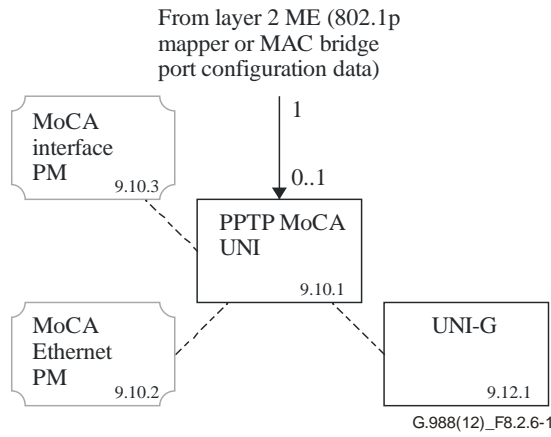 From layer 2 ME (802.1p
mapper or MAC bridge
port configuration data)
1
0..1
MoCA
interface
PM
9.10.3
PPTP MoCA
UNI
9.10.1
MoCA
Ethernet
PM
9.10.2
UNI-G
9.12.1
G.988(12)_F8.2.6-1